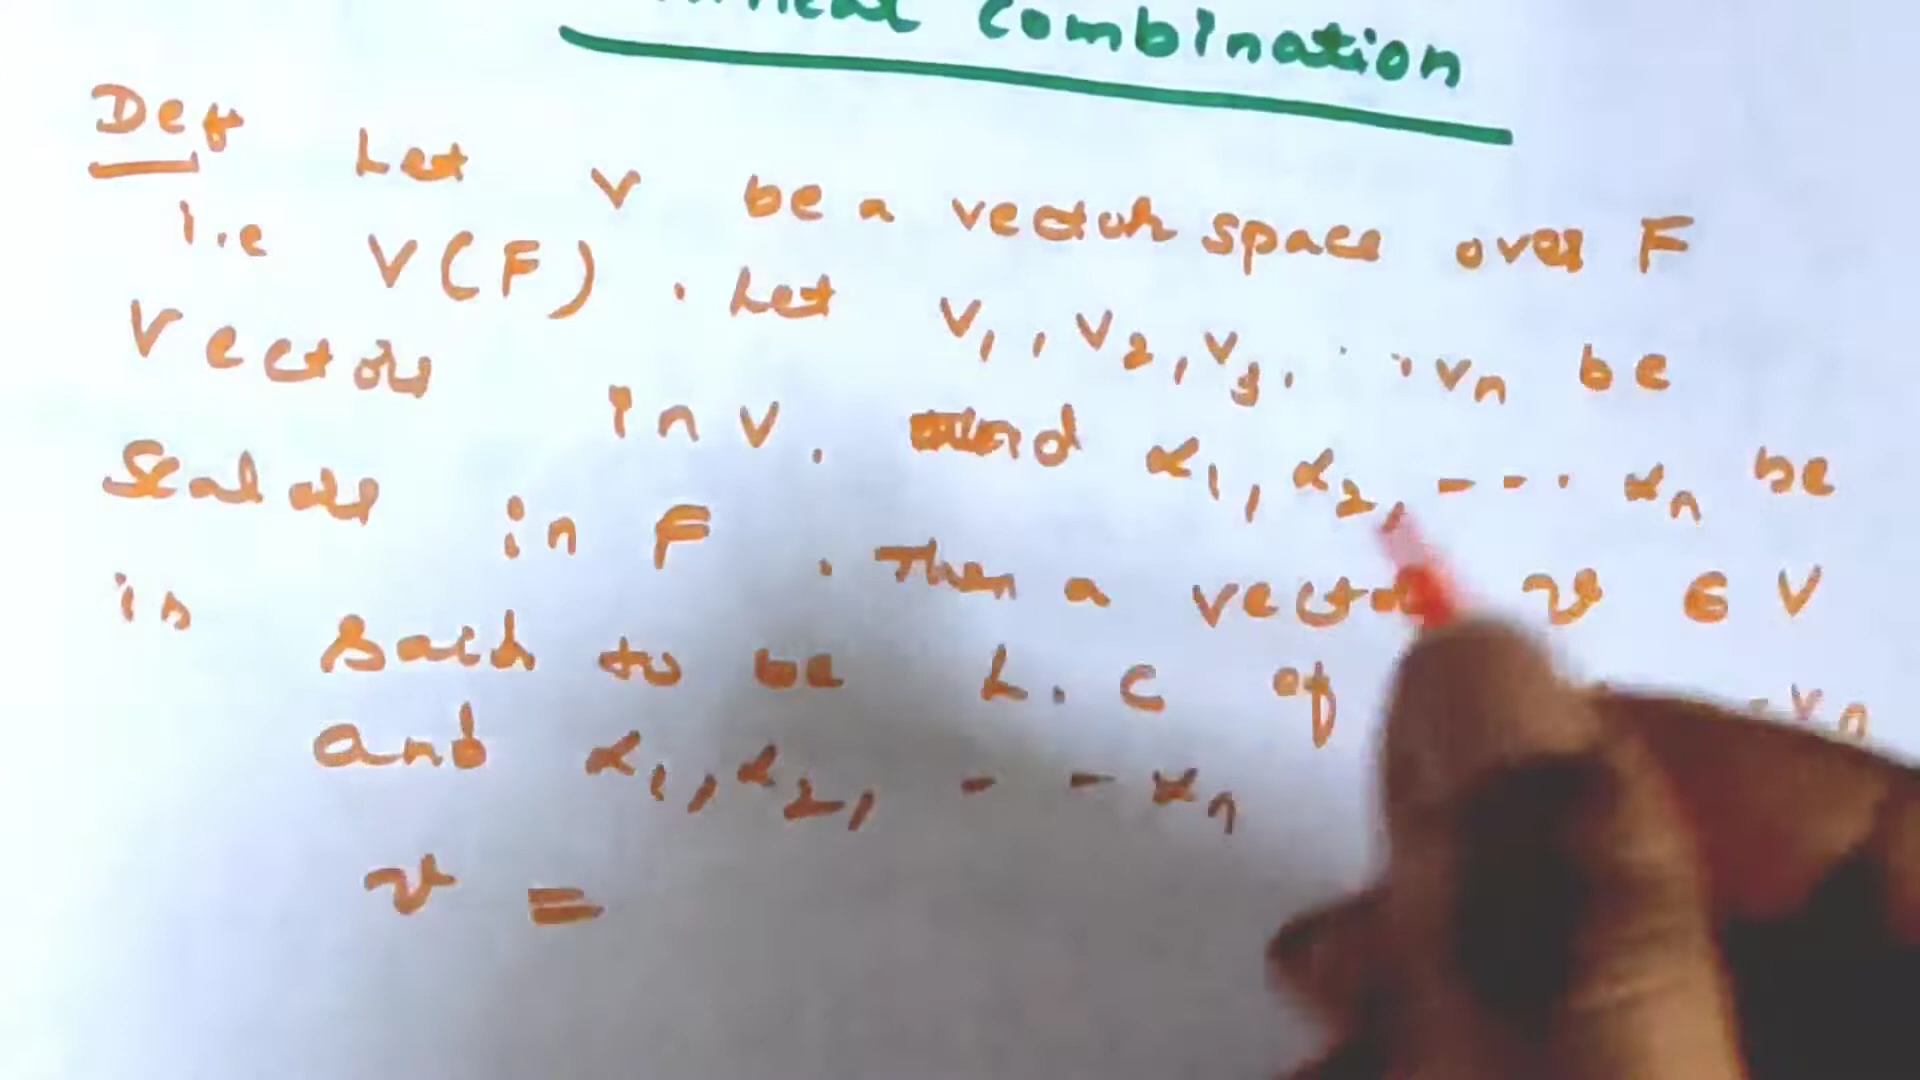 Combination
Def Let V be a vector space over F
i.e V(F). Let V₁, V₂, V₃. . . Vn be
Vectors in V. and α₁, α₂, - - - αn be
Scalars in F. Then a vector v ∈ V
is said to be L.C of -Vn
and α₁, α₂, - - αn
v =